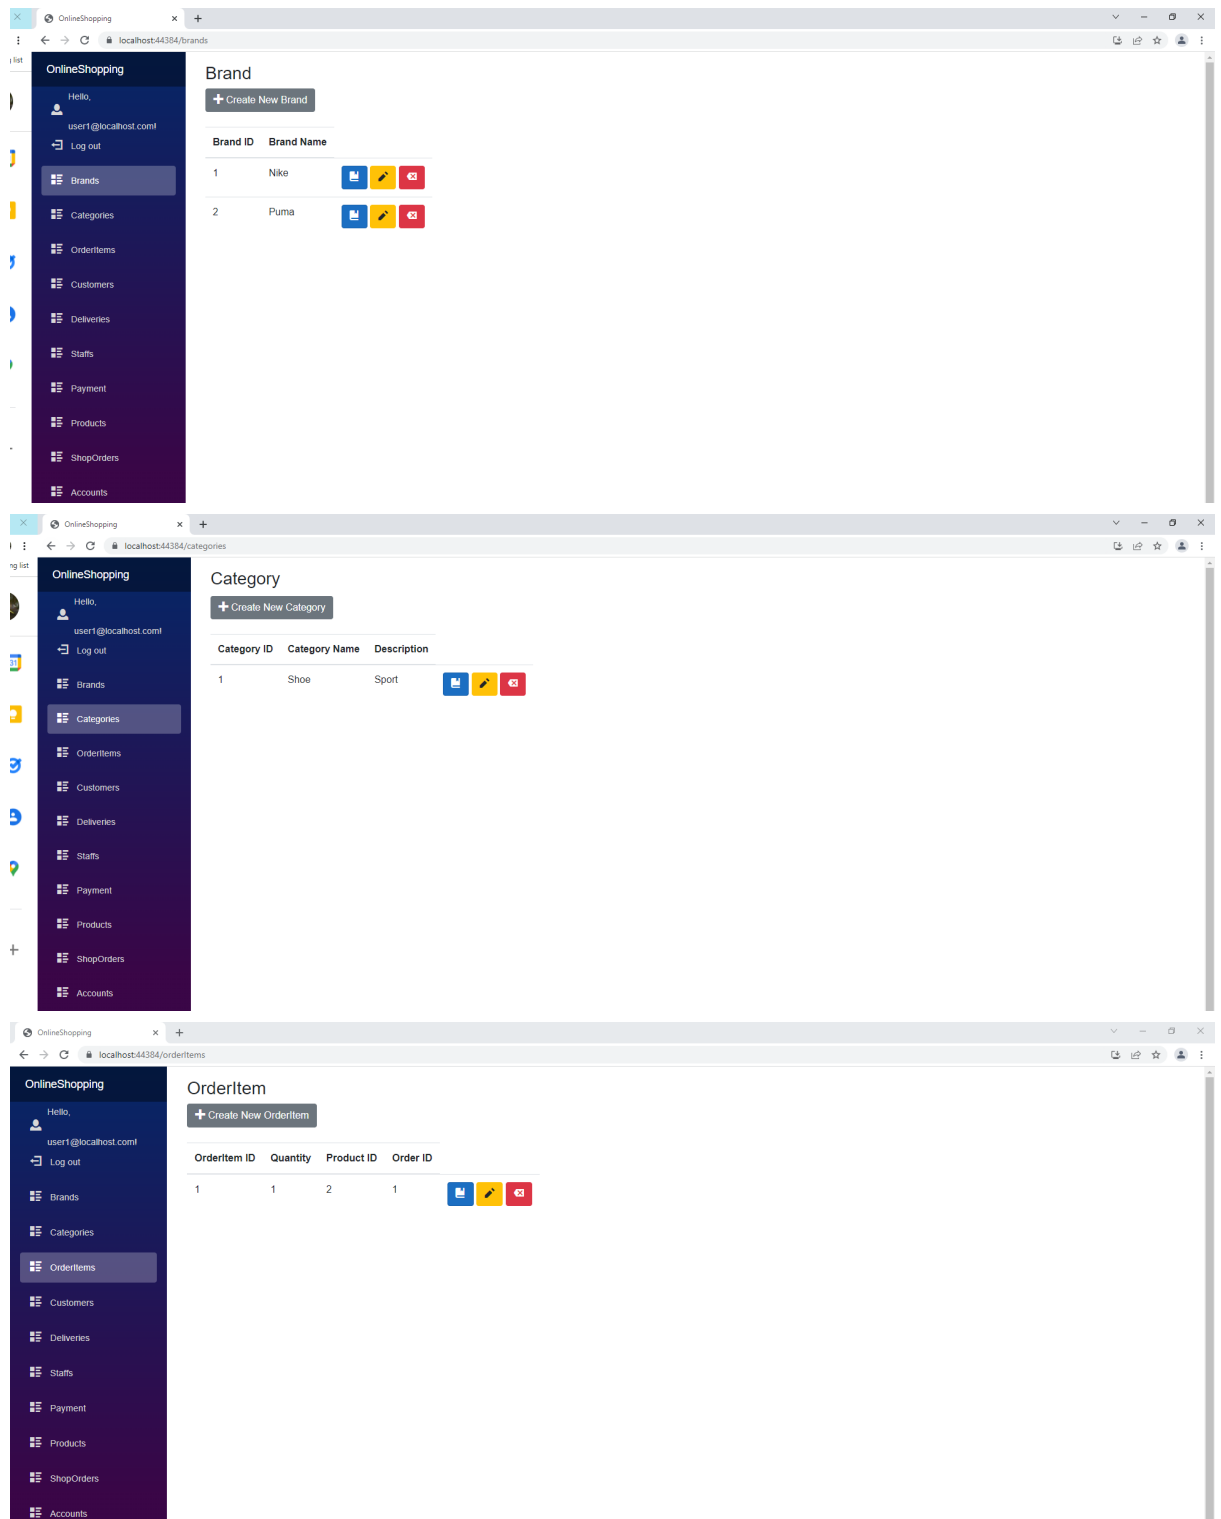 OnlineShopping
localhost:44384/brands
list
OnlineShopping
Hello,
user1@localhost.com!
Log out
Brands
Categories
OrderItems
Customers
Deliveries
Staffs
Payment
Products
ShopOrders
Accounts
Brand
Create New Brand
Brand ID Brand Name
1 Nike
2 Puma
OnlineShopping
localhost:44384/categories
ng list
31
OnlineShopping
Hello,
user1@localhost.com!
Log out
Brands
Categories
OrderItems
Customers
Deliveries
Staffs
Payment
Products
ShopOrders
Accounts
Category
Create New Category
Category ID Category Name Description
1 Shoe Sport
OnlineShopping
localhost:44384/orderItems
OnlineShopping
Hello,
user1@localhost.com!
Log out
Brands
Categories
OrderItems
Customers
Deliveries
Staffs
Payment
Products
ShopOrders
Accounts
OrderItem
Create New OrderItem
OrderItem ID Quantity Product ID Order ID
1 1 2 1